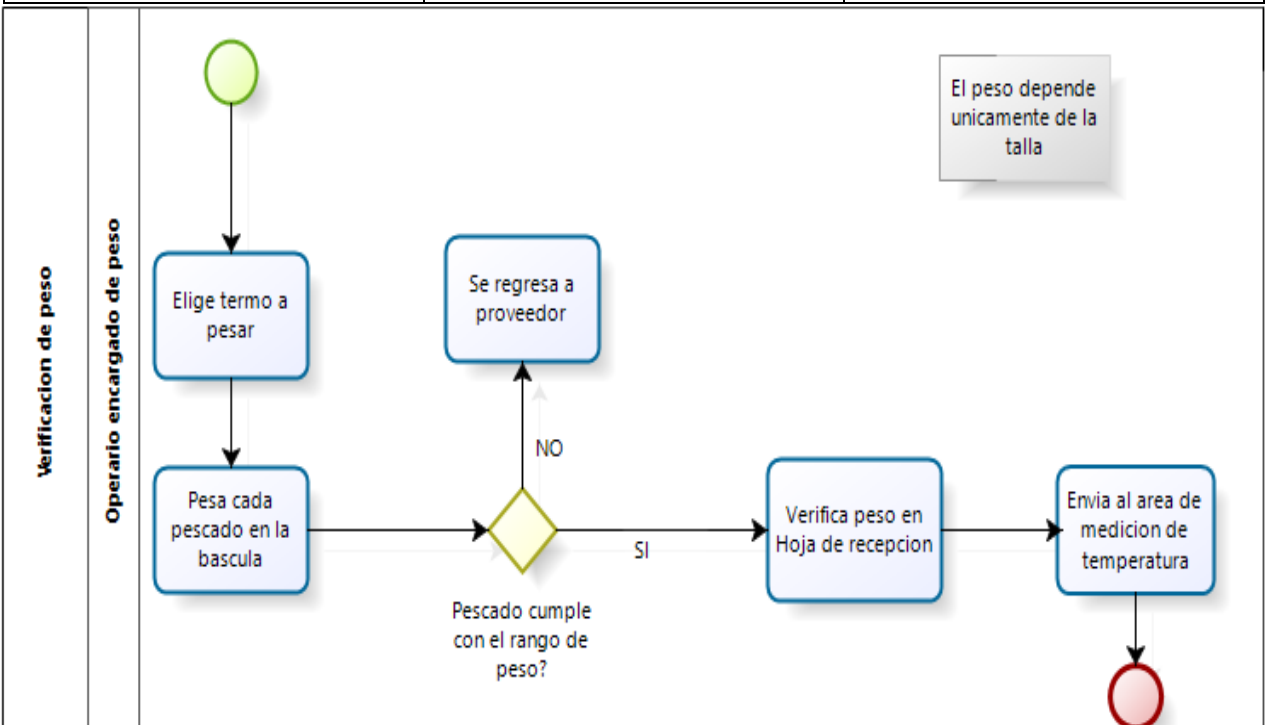 Verificacion de peso
Operario encargado de peso
El peso depende
unicamente de la
talla
Elige termo a
pesar
Se regresa a
proveedor
NO
Pesa cada
pescado en la
bascula
SI
Pescado cumple
con el rango de
peso?
Verifica peso en
Hoja de recepcion
Envia al area de
medicion de
temperatura